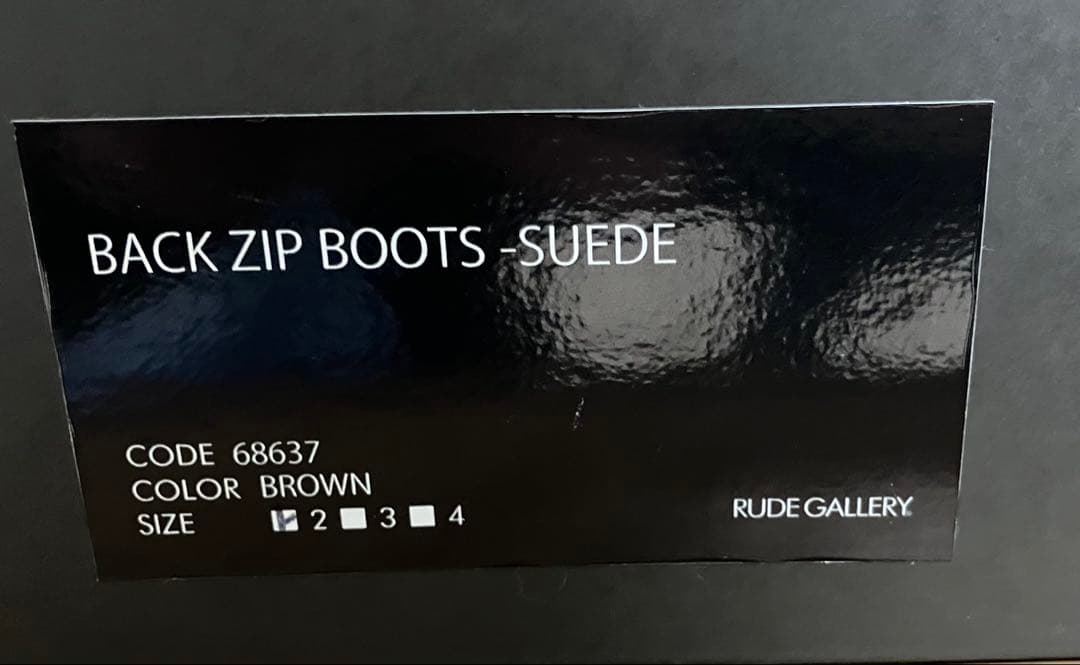 BACK ZIP BOOTS -SUEDE
CODE 68637
COLOR BROWN
SIZE ☑ 2 ☐ 3 ☐ 4
RUDE GALLERY